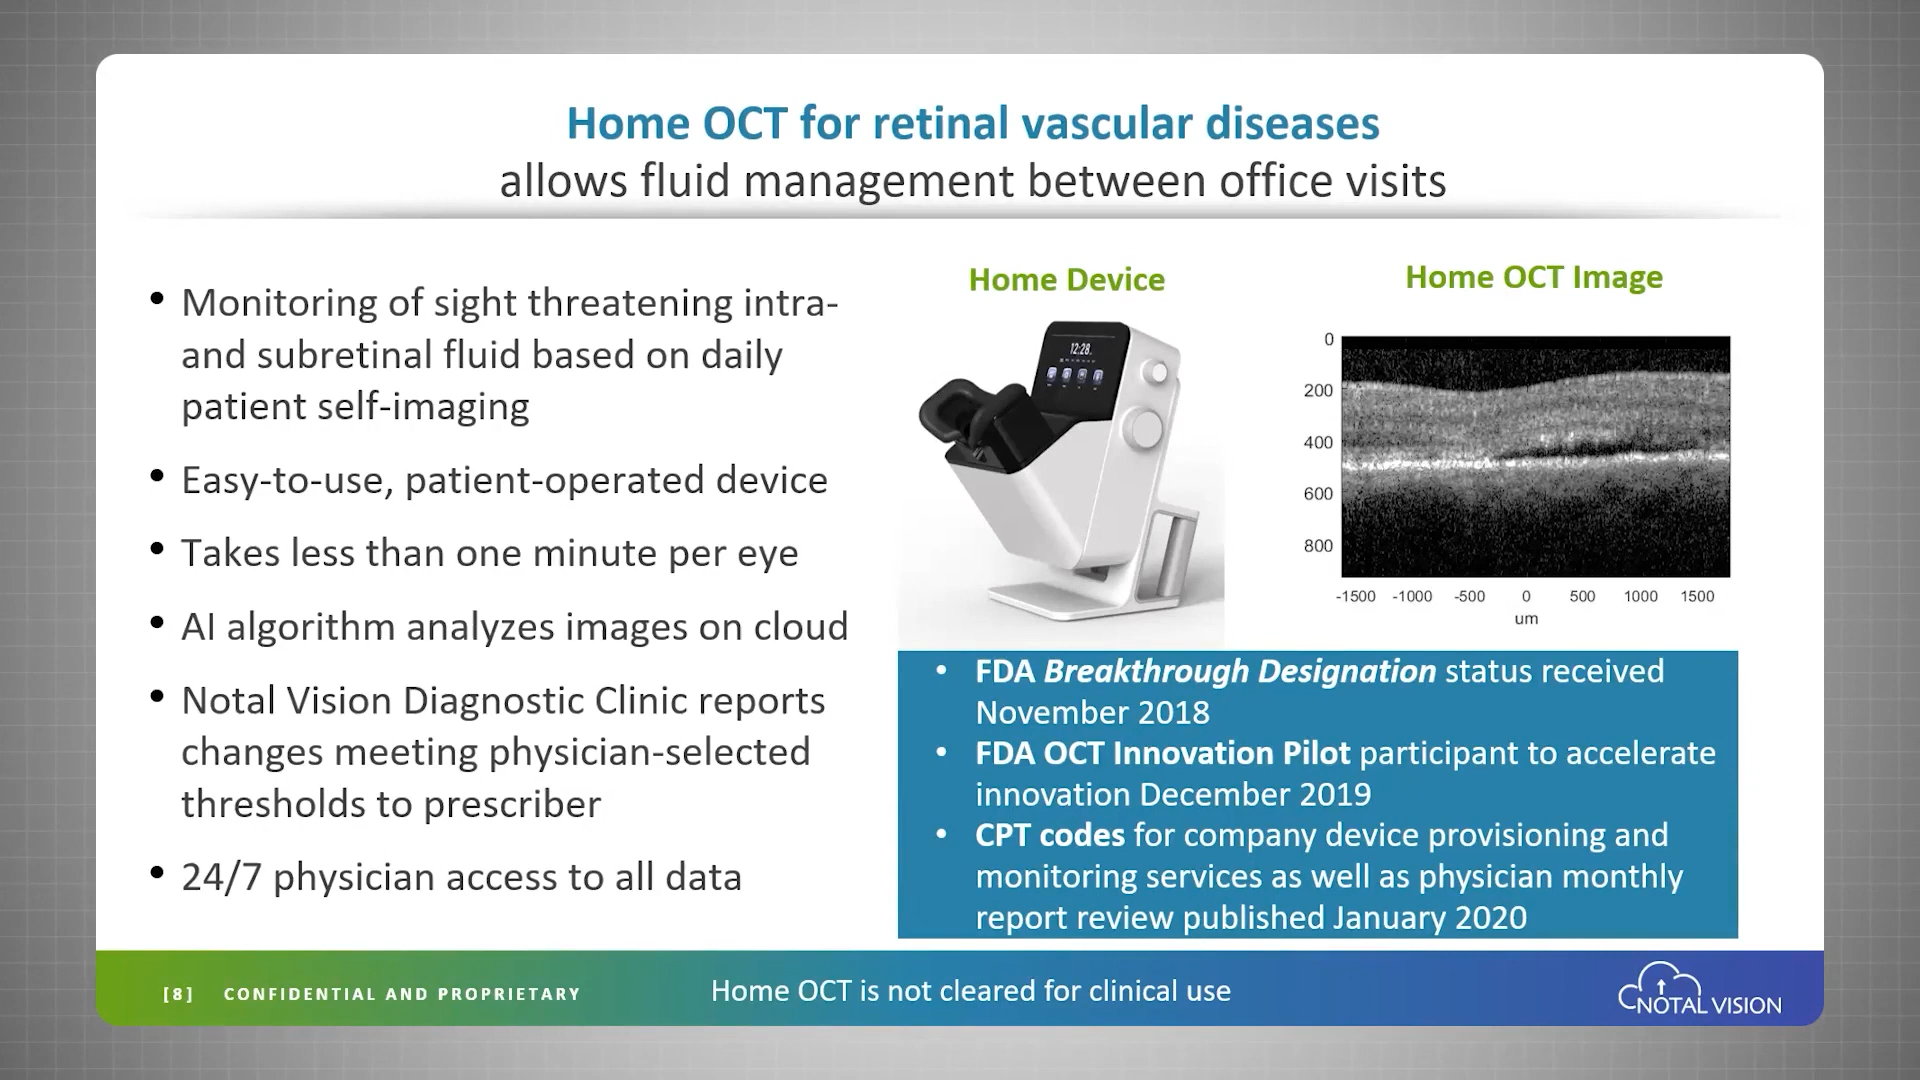 Home OCT for retinal vascular diseases
allows fluid management between office visits
• Monitoring of sight threatening intra-
and subretinal fluid based on daily
patient self-imaging
• Easy-to-use, patient-operated device
• Takes less than one minute per eye
• AI algorithm analyzes images on cloud
• Notal Vision Diagnostic Clinic reports
changes meeting physician-selected
thresholds to prescriber
• 24/7 physician access to all data
Home Device
12:28
Home OCT Image
0
200
400
600
800
-1500 -1000 -500 0 500 1000 1500
um
• FDA Breakthrough Designation status received
November 2018
• FDA OCT Innovation Pilot participant to accelerate
innovation December 2019
• CPT codes for company device provisioning and
monitoring services as well as physician monthly
report review published January 2020
[8] CONFIDENTIAL AND PROPRIETARY
Home OCT is not cleared for clinical use
NOTAL VISION